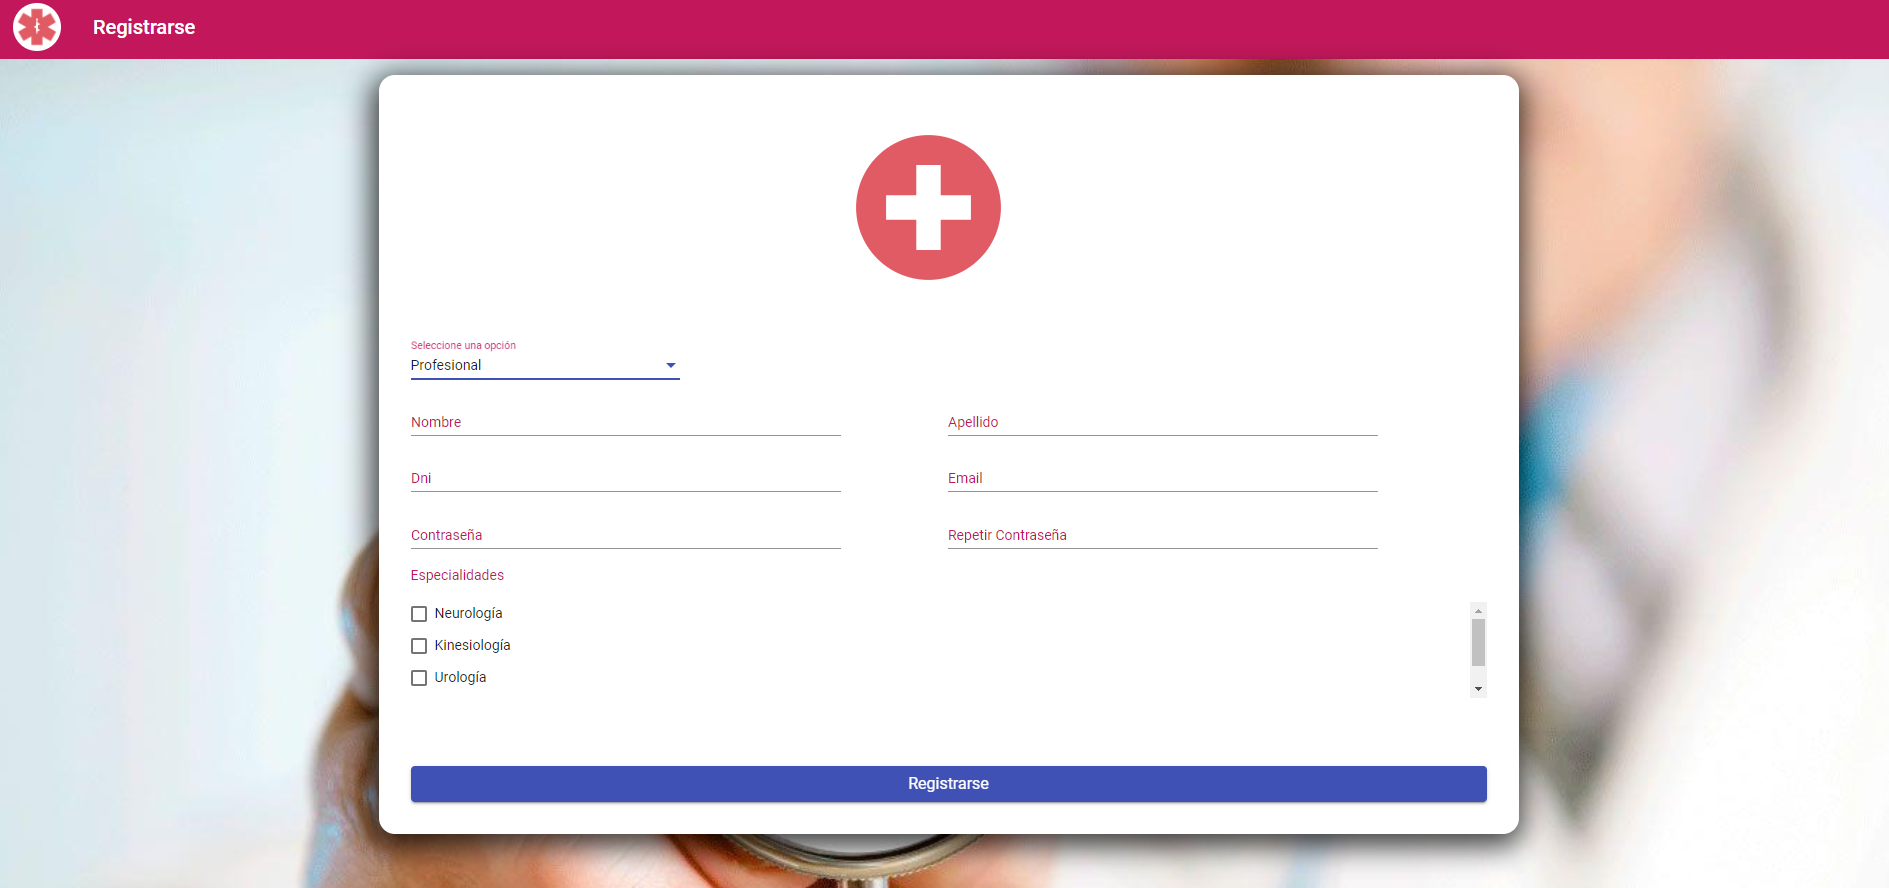 Registrarse
Seleccione una opción
Profesional
Nombre
Apellido
Dni
Email
Contraseña
Repetir Contraseña
Especialidades
Neurología
Kinesiología
Urología
Registrarse